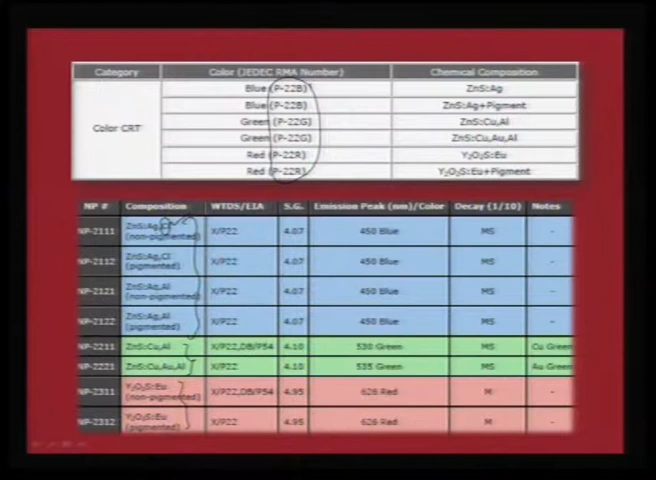 Category Color (JEDEC RMA Number) Chemical Composition
Color CRT
Blue (P-22B) ZnS:Ag
Blue (P-22B) ZnS:Ag+Pigment
Green (P-22G) ZnS:Cu,Al
Green (P-22G) ZnS:Cu,Au,Al
Red (P-22R) Y₂O₂S:Eu
Red (P-22R) Y₂O₂S:Eu+Pigment
NP # Composition WTDS/EIA S.G. Emission Peak (nm)/Color Decay (1/10) Notes
NP-2111 ZnS:Ag,Cl (non-pigmented) X/P22 4.07 450 Blue MS -
NP-2112 ZnS:Ag,Cl (pigmented) X/P22 4.07 450 Blue MS -
NP-2121 ZnS:Ag,Al (non-pigmented) X/P22 4.07 450 Blue MS -
NP-2122 ZnS:Ag,Al (pigmented) X/P22 4.07 450 Blue MS -
NP-2211 ZnS:Cu,Al X/P22,DB/P54 4.10 530 Green MS Cu Green
NP-2221 ZnS:Cu,Au,Al X/P22 4.10 535 Green MS Au Green
NP-2311 Y₂O₂S:Eu (non-pigmented) X/P22,DB/P54 4.95 626 Red M -
NP-2312 Y₂O₂S:Eu (pigmented) X/P22 4.95 626 Red M -